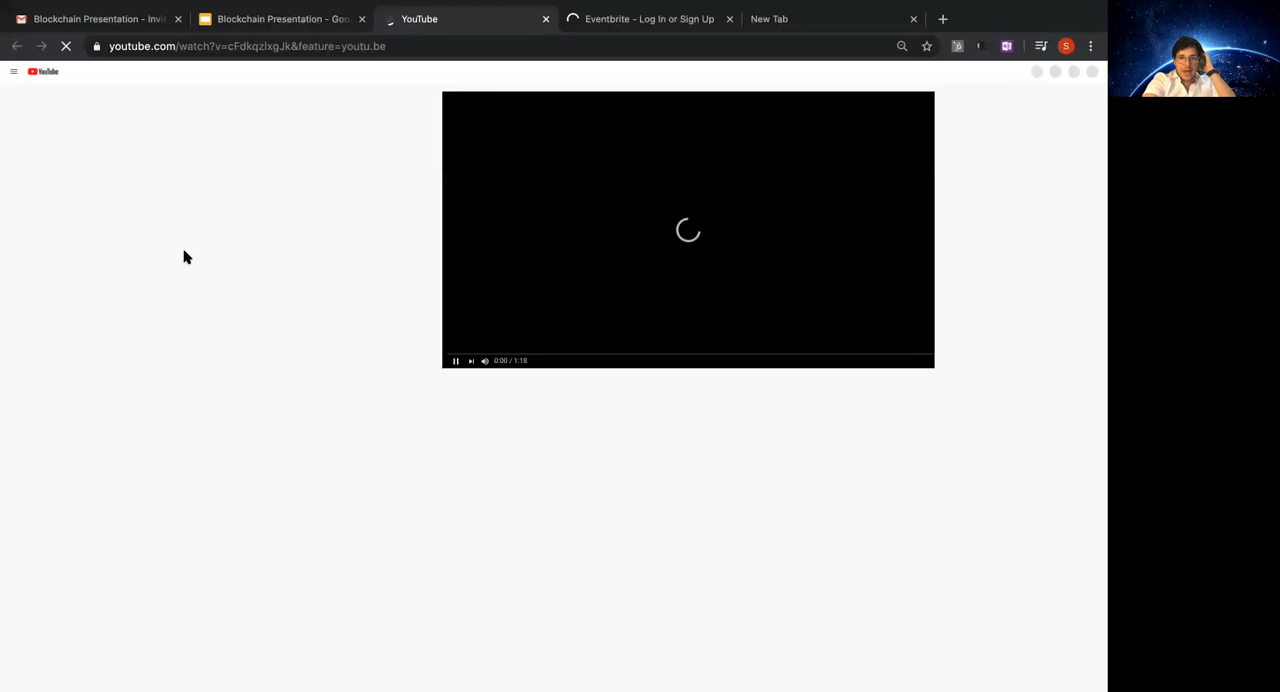 Blockchain Presentation - Invi
Blockchain Presentation - Goo
YouTube
Eventbrite - Log In or Sign Up
New Tab
youtube.com/watch?v=cFdkqzlxgJk&feature=youtu.be
S
YouTube
0:00 / 1:18